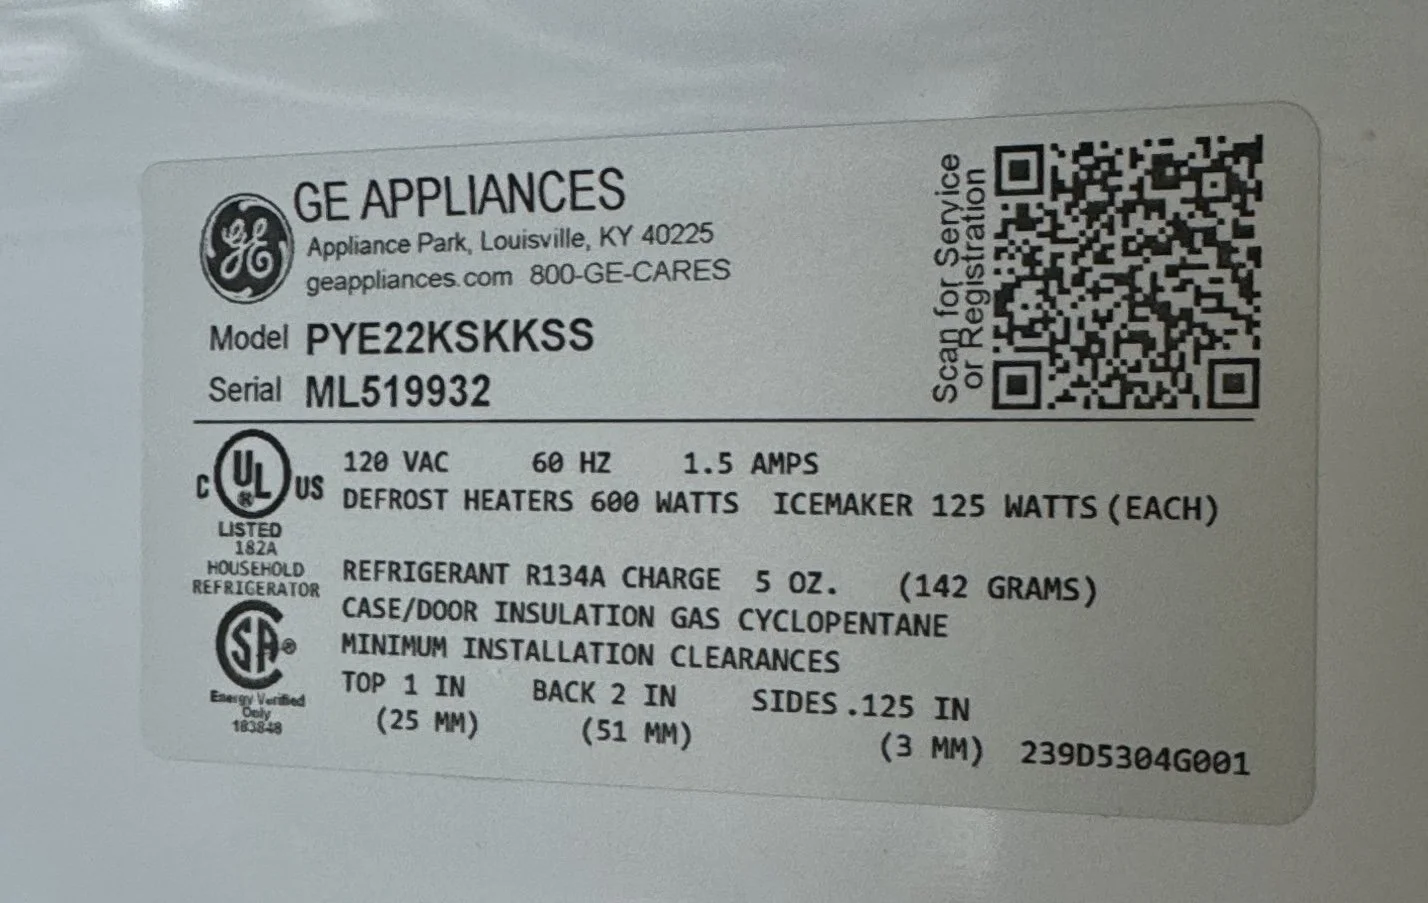 GE APPLIANCES
Appliance Park, Louisville, KY 40225
geappliances.com 800-GE-CARES
Model PYE22KSKKSS
Serial ML519932
Scan for Service
or Registration
C UL ® US
LISTED
182A
HOUSEHOLD
REFRIGERATOR
SA®
Energy Verified
Only
183848
120 VAC 60 HZ 1.5 AMPS
DEFROST HEATERS 600 WATTS ICEMAKER 125 WATTS (EACH)
REFRIGERANT R134A CHARGE 5 OZ. (142 GRAMS)
CASE/DOOR INSULATION GAS CYCLOPENTANE
MINIMUM INSTALLATION CLEARANCES
TOP 1 IN BACK 2 IN SIDES .125 IN
(25 MM) (51 MM) (3 MM) 239D5304G001